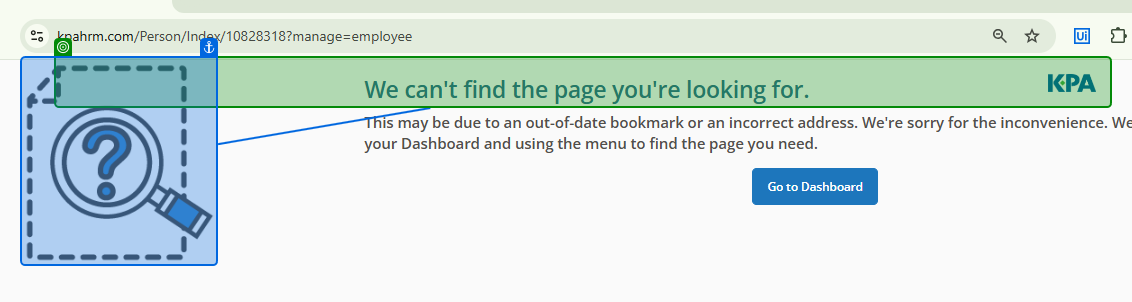 kpahrm.com/Person/Index/10828318?manage=employee
Ui
We can't find the page you're looking for.
KPA
This may be due to an out-of-date bookmark or an incorrect address. We're sorry for the inconvenience. We
your Dashboard and using the menu to find the page you need.
?
Go to Dashboard